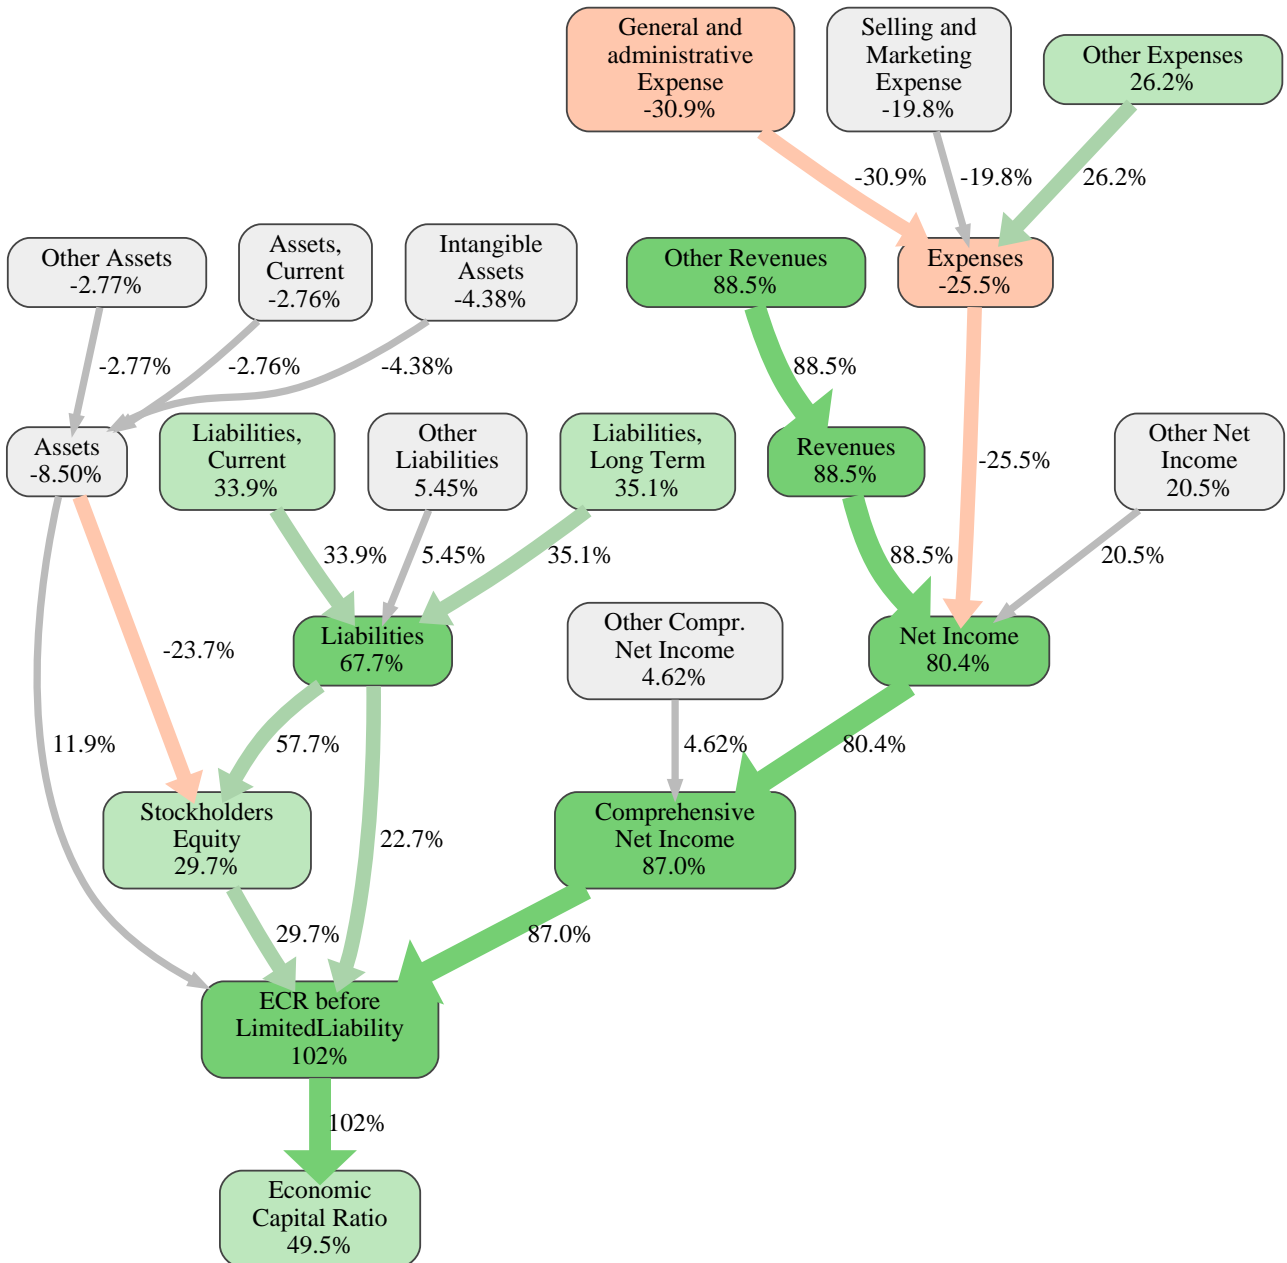 General and
administrative
Expense
-30.9%
Selling and
Marketing
Expense
-19.8%
Other Expenses
26.2%
-30.9%
-19.8%
26.2%
Other Assets
-2.77%
Assets,
Current
-2.76%
Intangible
Assets
-4.38%
Other Revenues
88.5%
Expenses
-25.5%
-2.77%
-2.76%
-4.38%
88.5%
Assets
-8.50%
Liabilities,
Current
33.9%
Other
Liabilities
5.45%
Liabilities,
Long Term
35.1%
Revenues
88.5%
-25.5%
Other Net
Income
20.5%
33.9%
5.45%
35.1%
88.5%
20.5%
-23.7%
Liabilities
67.7%
Other Compr.
Net Income
4.62%
Net Income
80.4%
11.9%
57.7%
4.62%
80.4%
Stockholders
Equity
29.7%
22.7%
Comprehensive
Net Income
87.0%
29.7%
87.0%
ECR before
LimitedLiability
102%
102%
Economic
Capital Ratio
49.5%